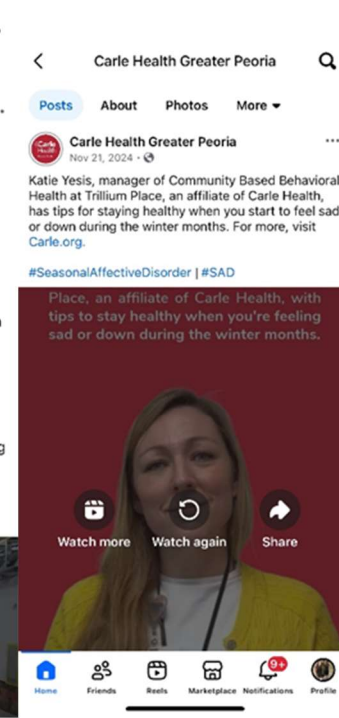 Carle Health Greater Peoria
Posts About Photos More
Carle Health Greater Peoria
Nov 21, 2024 ·
Katie Yesis, manager of Community Based Behavioral
Health at Trillium Place, an affiliate of Carle Health,
has tips for staying healthy when you start to feel sad
or down during the winter months. For more, visit
Carle.org.
#SeasonalAffectiveDisorder | #SAD
Place, an affiliate of Carle Health, with
tips to stay healthy when you're feeling
sad or down during the winter months.
Watch more Watch again Share
9+
Home Friends Reels Marketplace Notifications Profile